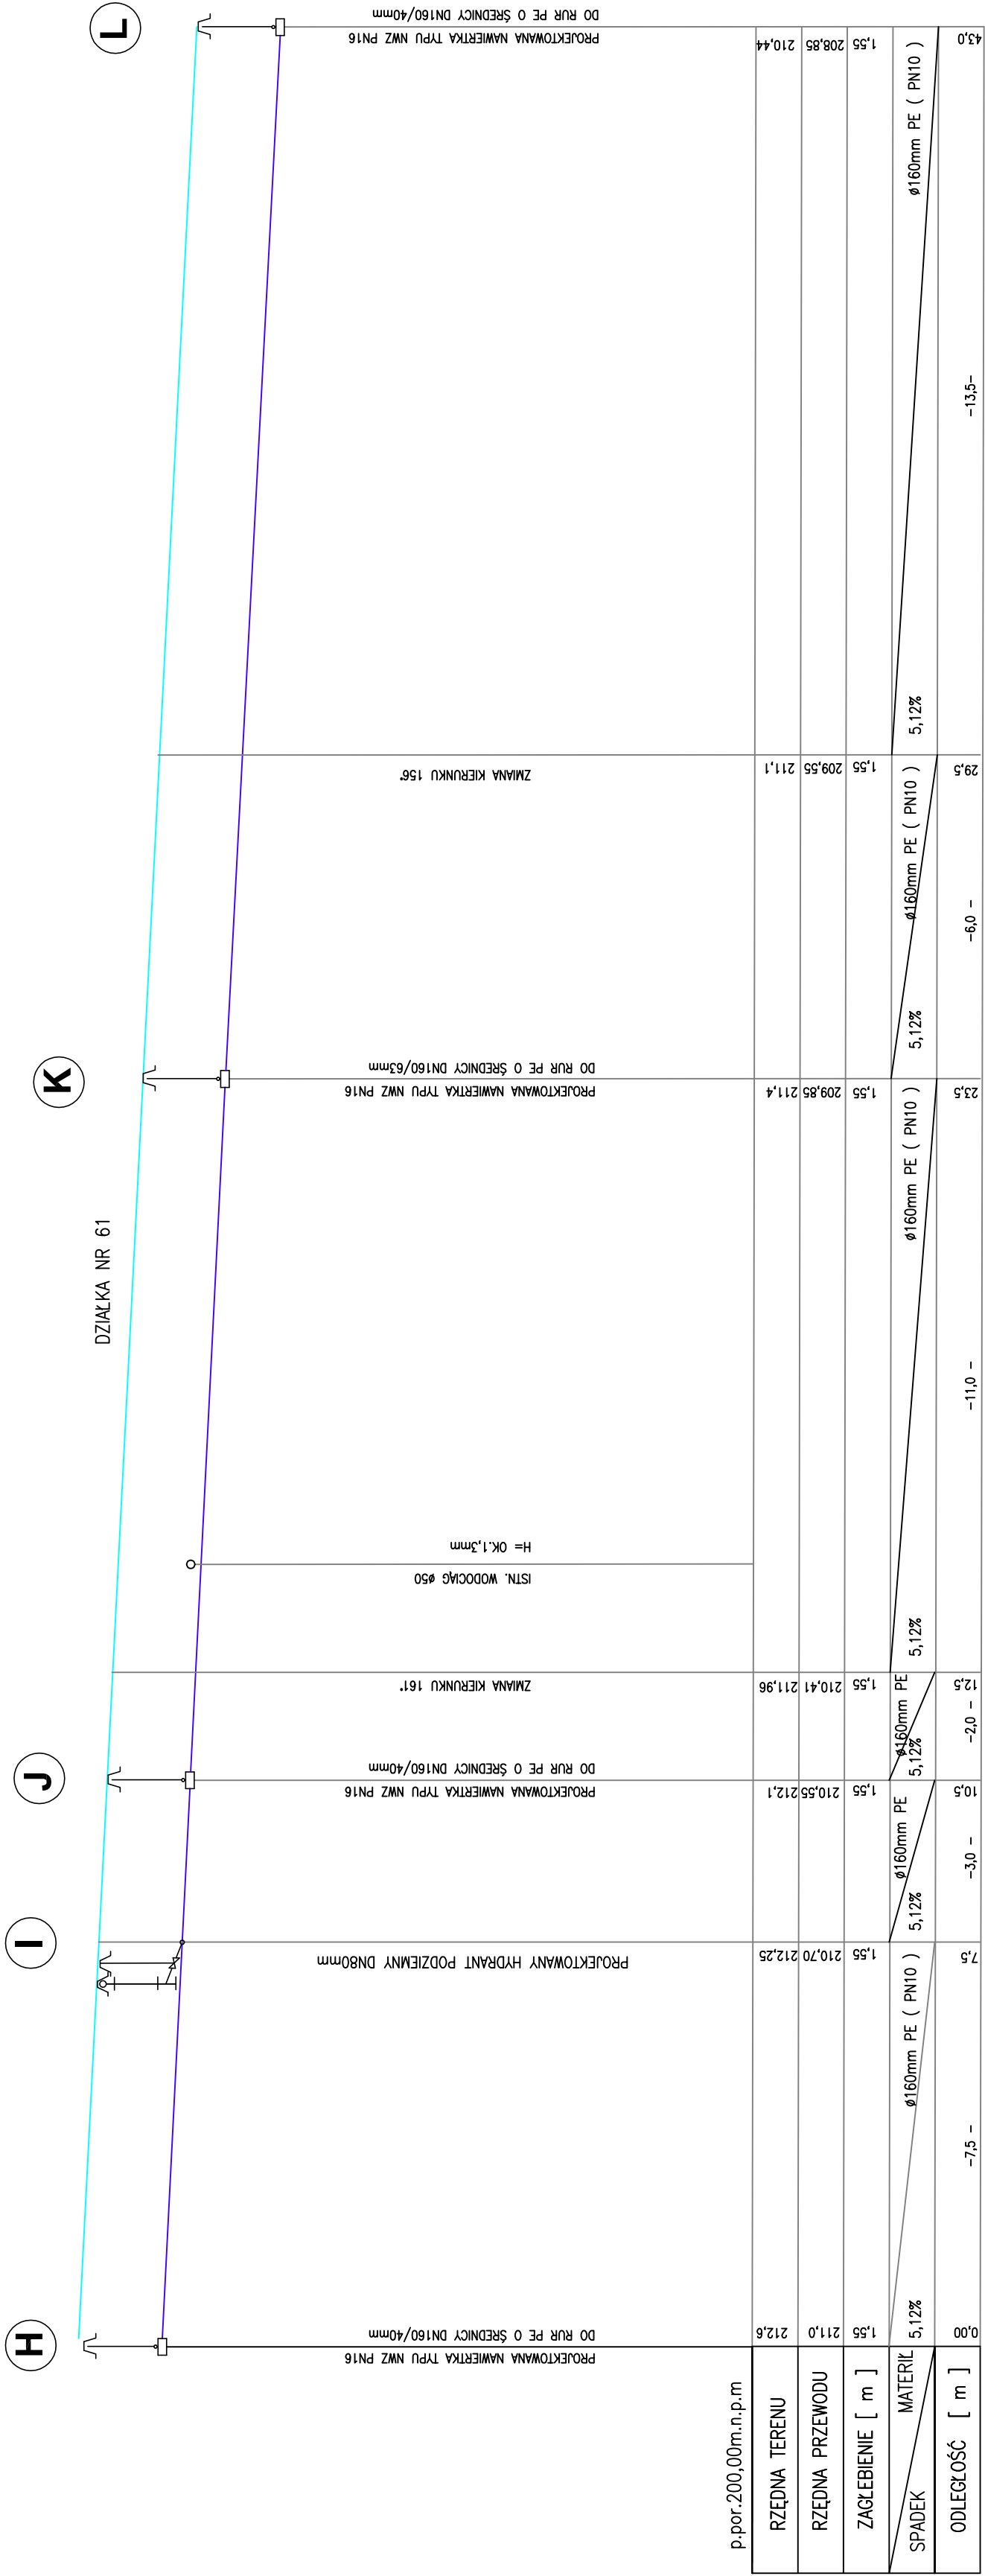 H
I
J
K
L
DZIAŁKA NR 61
PROJEKTOWANA NAWIERTKA TYPU NWZ PN16
DO RUR PE O ŚREDNICY DN160/40mm
PROJEKTOWANY HYDRANT PODZIEMNY DN80mm
PROJEKTOWANA NAWIERTKA TYPU NWZ PN16
DO RUR PE O ŚREDNICY DN160/40mm
ZMIANA KIERUNKU 161°
ISTN. WODOCIĄG ø50
H= OK.1,3mm
PROJEKTOWANA NAWIERTKA TYPU NWZ PN16
DO RUR PE O ŚREDNICY DN160/63mm
ZMIANA KIERUNKU 156°
PROJEKTOWANA NAWIERTKA TYPU NWZ PN16
DO RUR PE O ŚREDNICY DN160/40mm
p.por.200,00m.n.p.m
RZĘDNA TERENU
212,6
212,25
212,1
211,96
211,4
211,1
210,44
RZĘDNA PRZEWODU
211,0
210,70
210,55
210,41
209,85
209,55
208,85
ZAGŁEBIENIE [ m ]
1,55
1,55
1,55
1,55
1,55
1,55
1,55
MATERIŁ
SPADEK
5,12%
ø160mm PE ( PN10 )
5,12%
ø160mm PE
5,12%
ø160mm PE
5,12%
ø160mm PE ( PN10 )
5,12%
ø160mm PE ( PN10 )
5,12%
ø160mm PE ( PN10 )
ODLEGŁOŚĆ [ m ]
0,00
-7,5 -
7,5
-3,0 -
10,5
-2,0 -
12,5
-11,0 -
23,5
-6,0 -
29,5
-13,5-
43,0